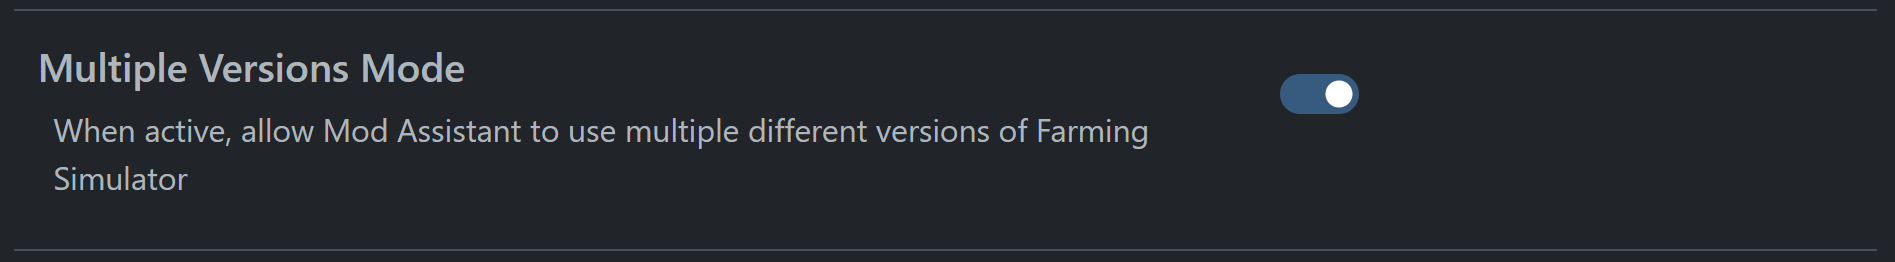 Multiple Versions Mode
When active, allow Mod Assistant to use multiple different versions of Farming
Simulator